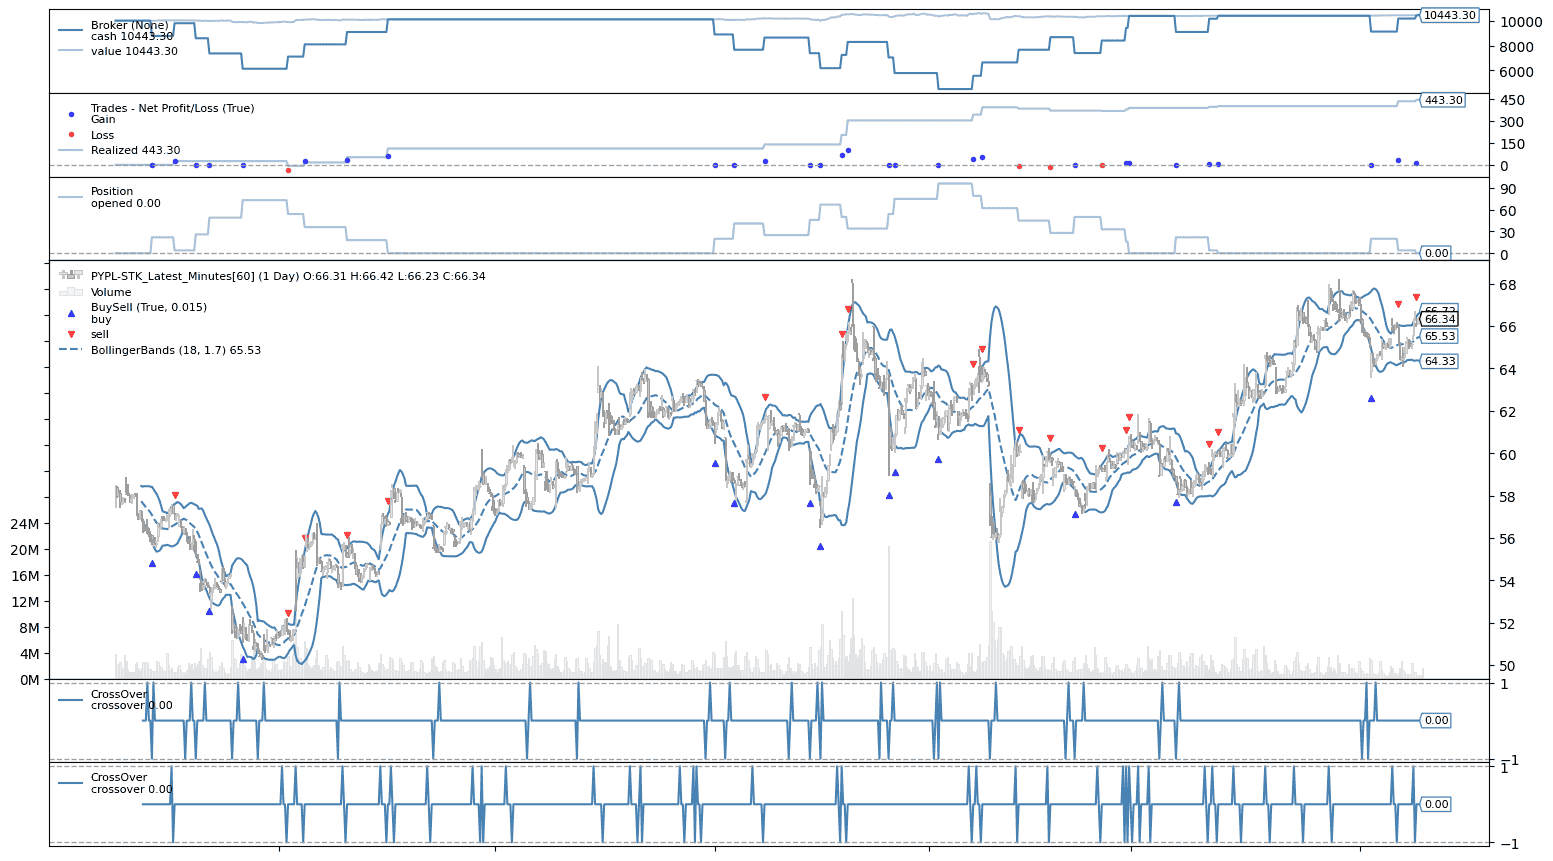 Broker (None)
cash 10443.30
value 10443.30
10443.30
10000
8000
6000
Trades - Net Profit/Loss (True)
Gain
Loss
Realized 443.30
443.30
450
300
150
0
Position
opened 0.00
0.00
90
60
30
0
PYPL-STK_Latest_Minutes[60] (1 Day) O:66.31 H:66.42 L:66.23 C:66.34
Volume
BuySell (True, 0.015)
buy
sell
BollingerBands (18, 1.7) 65.53
66.34
65.53
64.33
68
66
64
62
60
58
56
54
52
50
24M
20M
16M
12M
8M
4M
0M
CrossOver
crossover 0.00
0.00
1
−1
CrossOver
crossover 0.00
0.00
1
−1